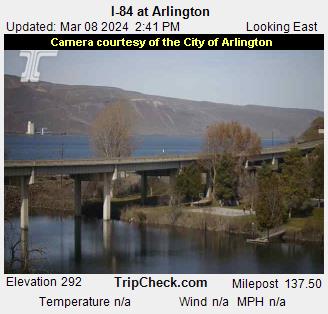 I-84 at Arlington
Updated: Mar 08 2024 2:41 PM Looking East
Camera courtesy of the City of Arlington
Elevation 292 TripCheck.com Milepost 137.50
Temperature n/a Wind n/a MPH n/a